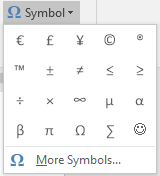 Ω Symbol
€ £ ¥ © ®
™ ± ≠ ≤ ≥
÷ × ∞ µ α
β π Ω ∑ ☺
Ω More Symbols...